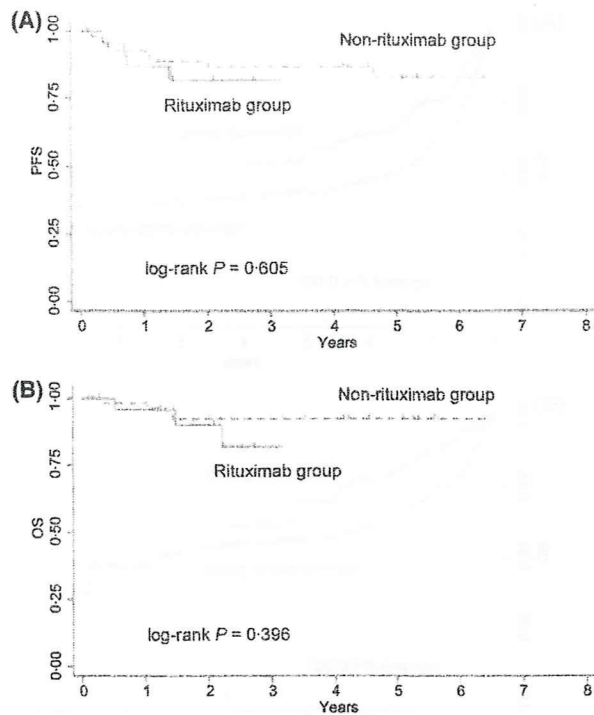 (A)
Non-rituximab group
Rituximab group
log-rank P = 0·605
PFS
1·00
0·75
0·50
0·25
0·00
0 1 2 3 4 5 6 7 8
Years
(B)
Non-rituximab group
Rituximab group
log-rank P = 0·396
OS
1·00
0·75
0·50
0·25
0·00
0 1 2 3 4 5 6 7 8
Years